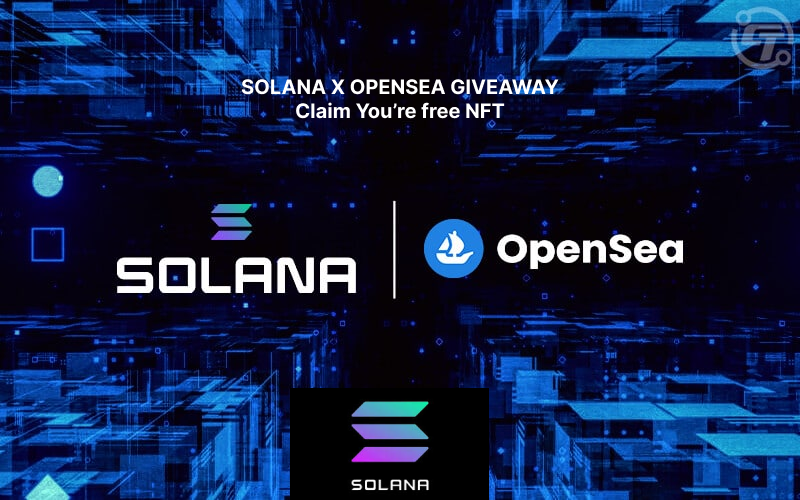 SOLANA X OPENSEA GIVEAWAY
Claim You’re free NFT
SOLANA
OpenSea
SOLANA